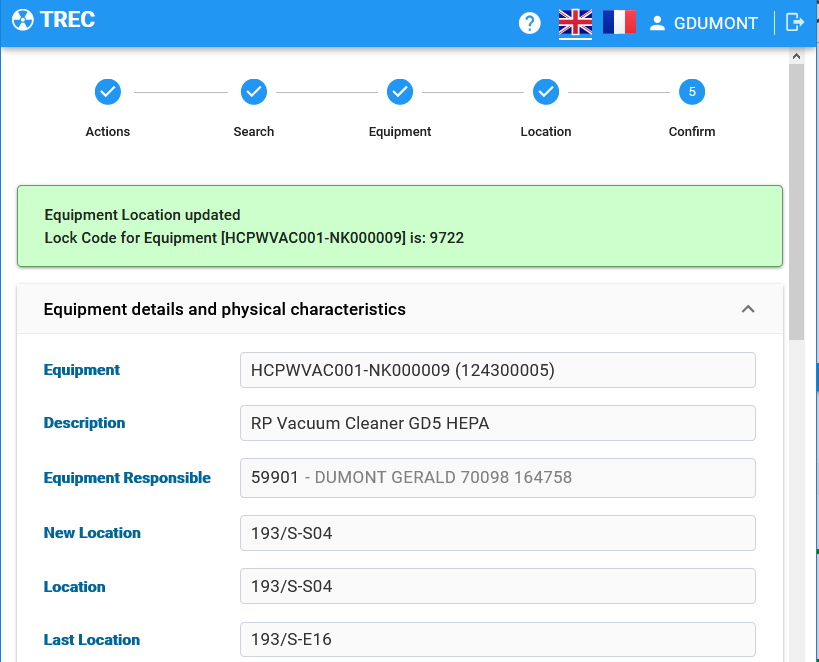 TREC
? GDUMONT
5
Actions Search Equipment Location Confirm
Equipment Location updated
Lock Code for Equipment [HCPWVAC001-NK000009] is: 9722
Equipment details and physical characteristics
Equipment HCPWVAC001-NK000009 (124300005)
Description RP Vacuum Cleaner GD5 HEPA
Equipment Responsible 59901 - DUMONT GERALD 70098 164758
New Location 193/S-S04
Location 193/S-S04
Last Location 193/S-E16